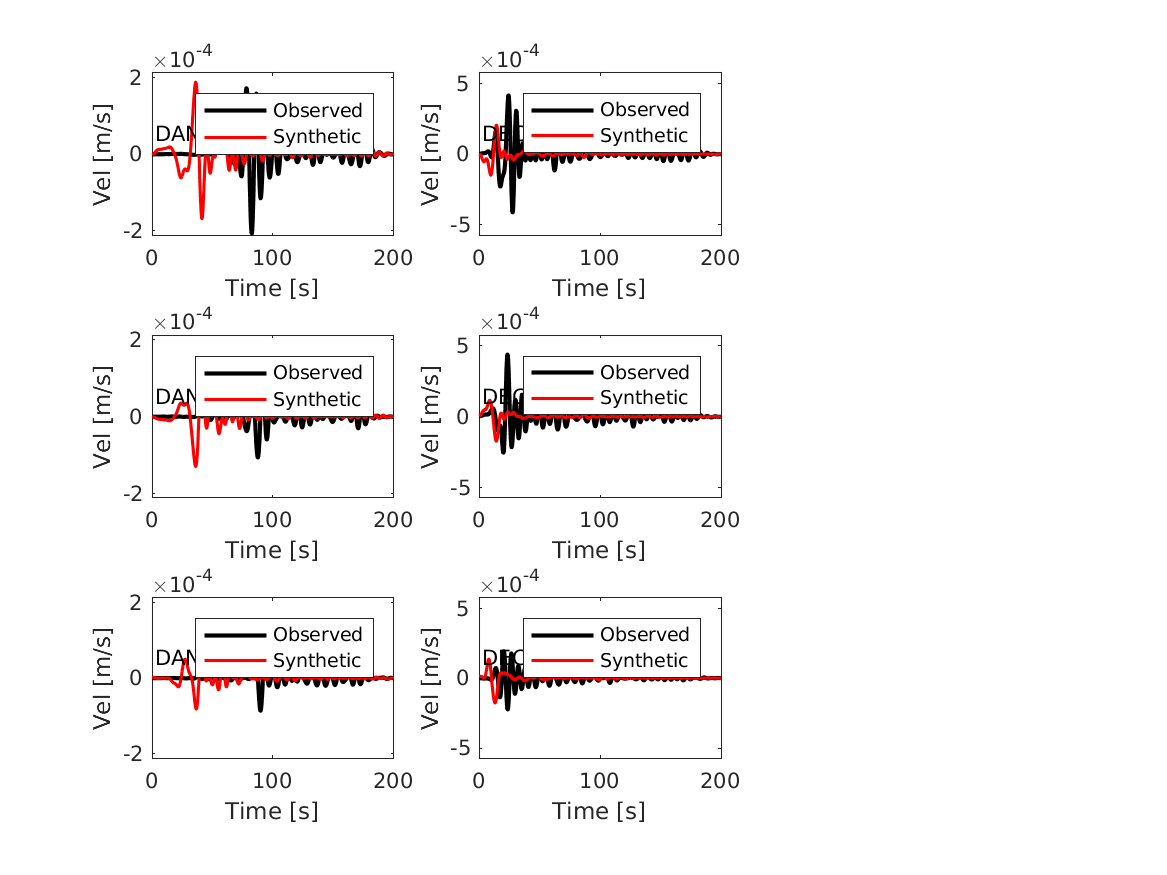 ×10-4
2
0
-2
Vel [m/s]
DAN
Observed
Synthetic
0 100 200
Time [s]
×10-4
5
0
-5
Vel [m/s]
Observed
Synthetic
0 100 200
Time [s]
×10-4
2
0
-2
Vel [m/s]
DAN
Observed
Synthetic
0 100 200
Time [s]
×10-4
5
0
-5
Vel [m/s]
Observed
Synthetic
0 100 200
Time [s]
×10-4
2
0
-2
Vel [m/s]
DAN
Observed
Synthetic
0 100 200
Time [s]
×10-4
5
0
-5
Vel [m/s]
Observed
Synthetic
0 100 200
Time [s]